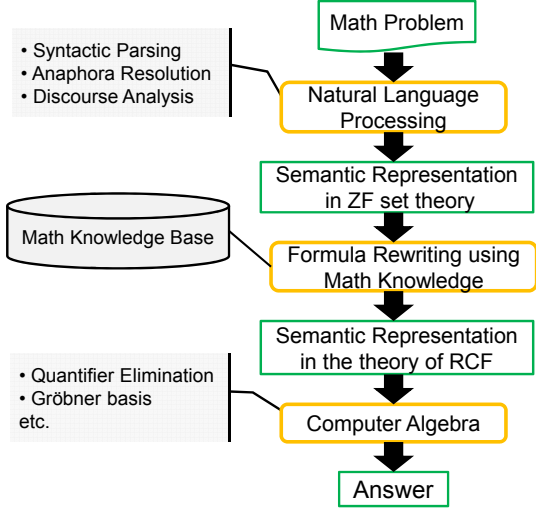 Math Problem
• Syntactic Parsing
• Anaphora Resolution
• Discourse Analysis
Natural Language
Processing
Semantic Representation
in ZF set theory
Math Knowledge Base
Formula Rewriting using
Math Knowledge
Semantic Representation
in the theory of RCF
• Quantifier Elimination
• Gröbner basis
etc.
Computer Algebra
Answer